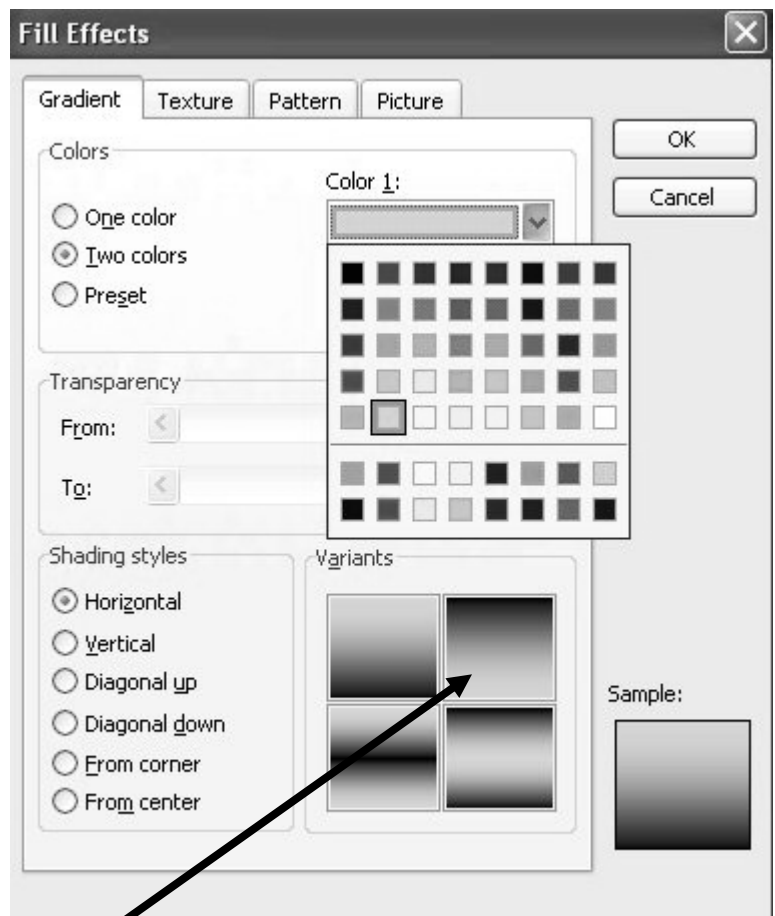 Fill Effects
Gradient Texture Pattern Picture
OK
Cancel
Colors
Color 1:
One color
Two colors
Preset
Transparency
From:
To:
Shading styles
Horizontal
Vertical
Diagonal up
Diagonal down
From corner
From center
Variants
Sample: